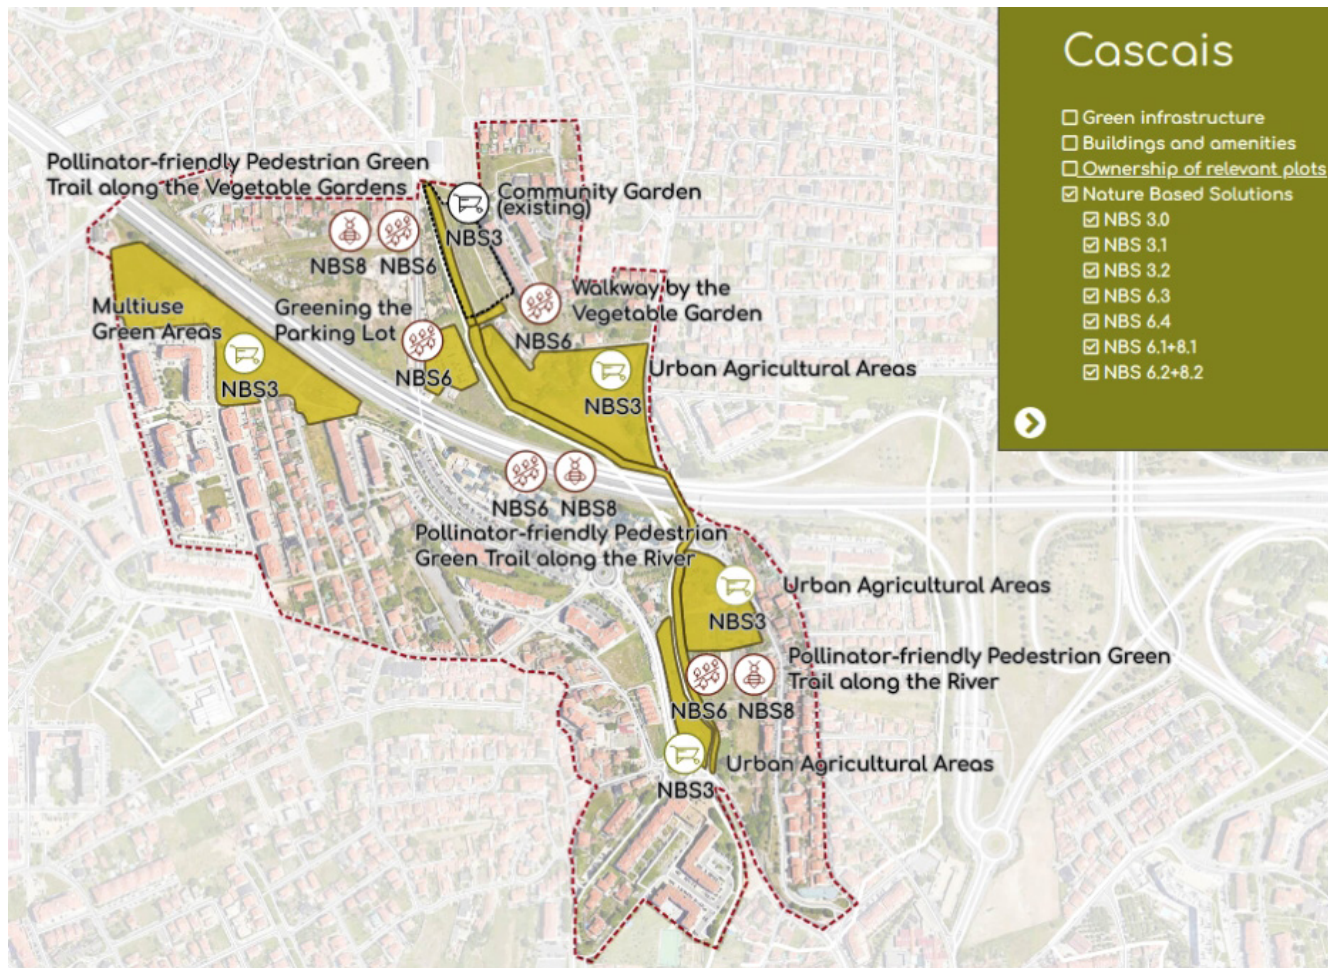 Cascais
Green infrastructure
Buildings and amenities
Ownership of relevant plots
Nature Based Solutions
NBS 3.0
NBS 3.1
NBS 3.2
NBS 6.3
NBS 6.4
NBS 6.1+8.1
NBS 6.2+8.2
Pollinator-friendly Pedestrian Green
Trail along the Vegetable Gardens
Community Garden
(existing)
NBS3
NBS8 NBS6
Multiuse
Green Areas
NBS3
Greening the
Parking Lot
NBS6
Walkway by the
Vegetable Garden
NBS6
Urban Agricultural Areas
NBS3
NBS6 NBS8
Pollinator-friendly Pedestrian
Green Trail along the River
Urban Agricultural Areas
NBS3
Pollinator-friendly Pedestrian Green
Trail along the River
NBS6 NBS8
Urban Agricultural Areas
NBS3